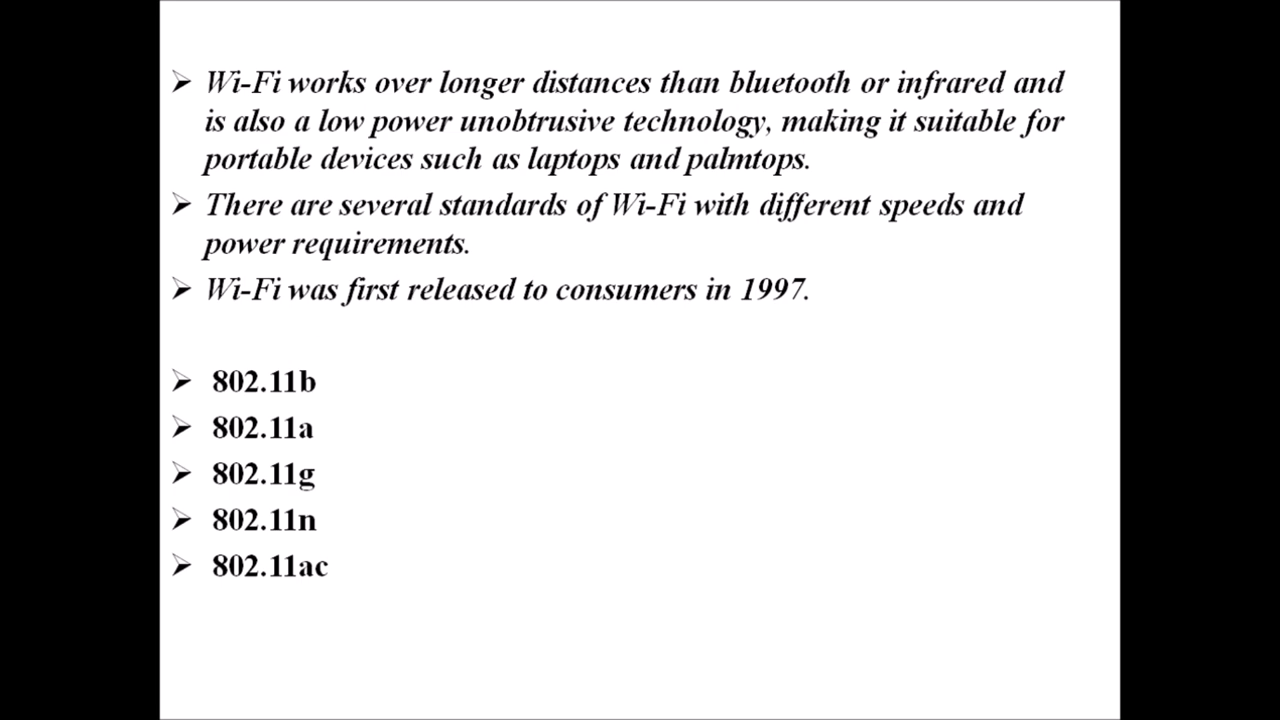 ➢ Wi-Fi works over longer distances than bluetooth or infrared and
is also a low power unobtrusive technology, making it suitable for
portable devices such as laptops and palmtops.
➢ There are several standards of Wi-Fi with different speeds and
power requirements.
➢ Wi-Fi was first released to consumers in 1997.
➢ 802.11b
➢ 802.11a
➢ 802.11g
➢ 802.11n
➢ 802.11ac